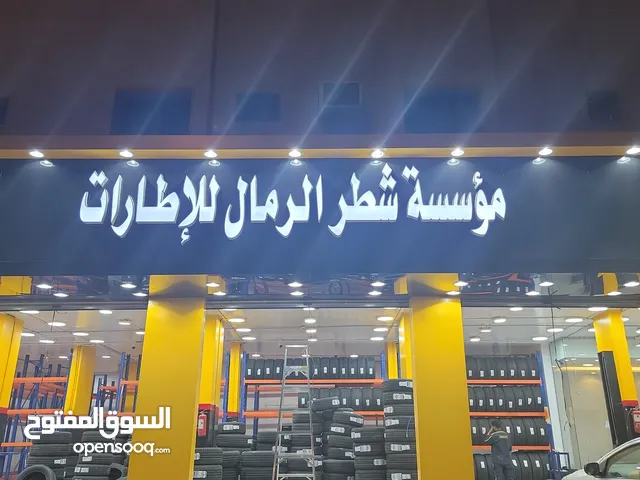 مؤسسة شطر الرمال للإطارات
السوق المفتوح
opensooq.com